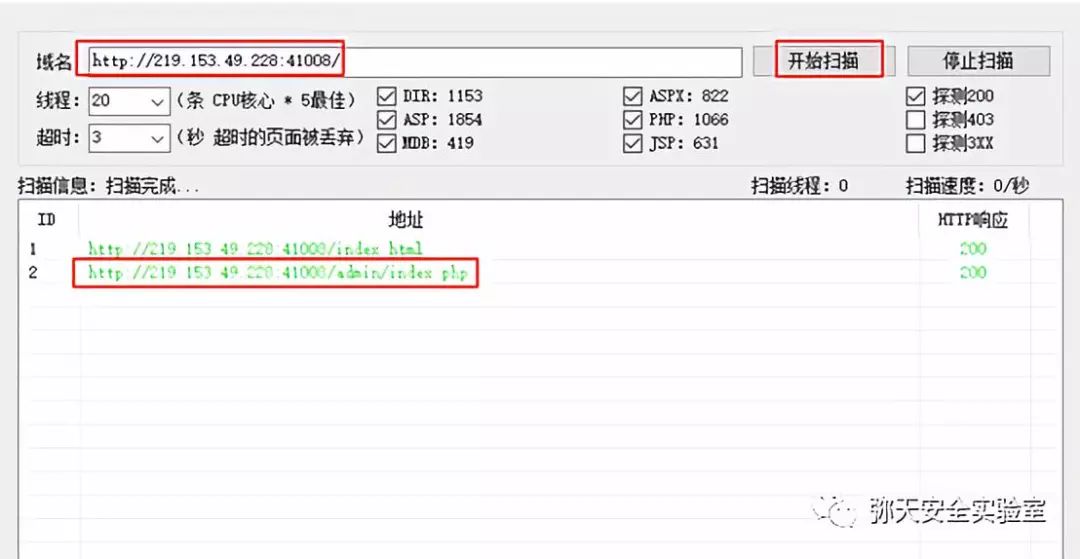 域名 http://219.153.49.228:41008/ 开始扫描 停止扫描
线程: 20 (条 CPU核心 * 5最佳) DIR: 1153 ASPX: 822 探测200
ASP: 1854 PHP: 1066 探测403
超时: 3 (秒 超时的页面被丢弃) MDB: 419 JSP: 631 探测3XX
扫描信息: 扫描完成... 扫描线程: 0 扫描速度: 0/秒
ID 地址 HTTP响应
1 http://219.153.49.228:41008/index.html 200
2 http://219.153.49.228:41008/admin/index.php 200
弥天安全实验室